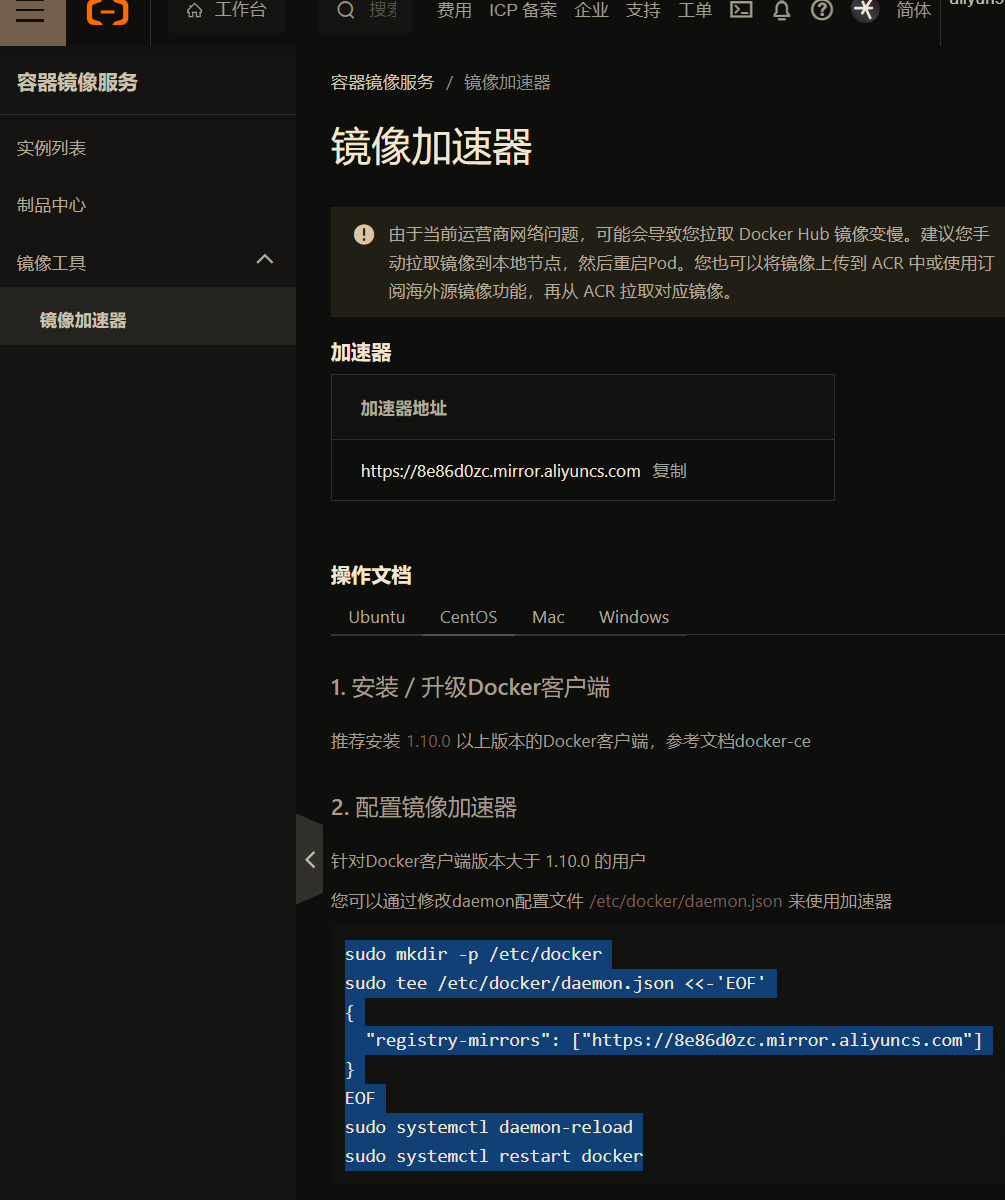 工作台
搜索
费用 ICP 备案 企业 支持 工单
简体
容器镜像服务
实例列表
制品中心
镜像工具
镜像加速器
容器镜像服务 / 镜像加速器
镜像加速器
由于当前运营商网络问题，可能会导致您拉取 Docker Hub 镜像变慢。建议您手
动拉取镜像到本地节点，然后重启Pod。您也可以将镜像上传到 ACR 中或使用订
阅海外源镜像功能，再从 ACR 拉取对应镜像。
加速器
加速器地址
https://8e86d0zc.mirror.aliyuncs.com 复制
操作文档
Ubuntu CentOS Mac Windows
1. 安装 / 升级Docker客户端
推荐安装 1.10.0 以上版本的Docker客户端，参考文档docker-ce
2. 配置镜像加速器
针对Docker客户端版本大于 1.10.0 的用户
您可以通过修改daemon配置文件 /etc/docker/daemon.json 来使用加速器
sudo mkdir -p /etc/docker
sudo tee /etc/docker/daemon.json <<-'EOF'
{
"registry-mirrors": ["https://8e86d0zc.mirror.aliyuncs.com"]
}
EOF
sudo systemctl daemon-reload
sudo systemctl restart docker